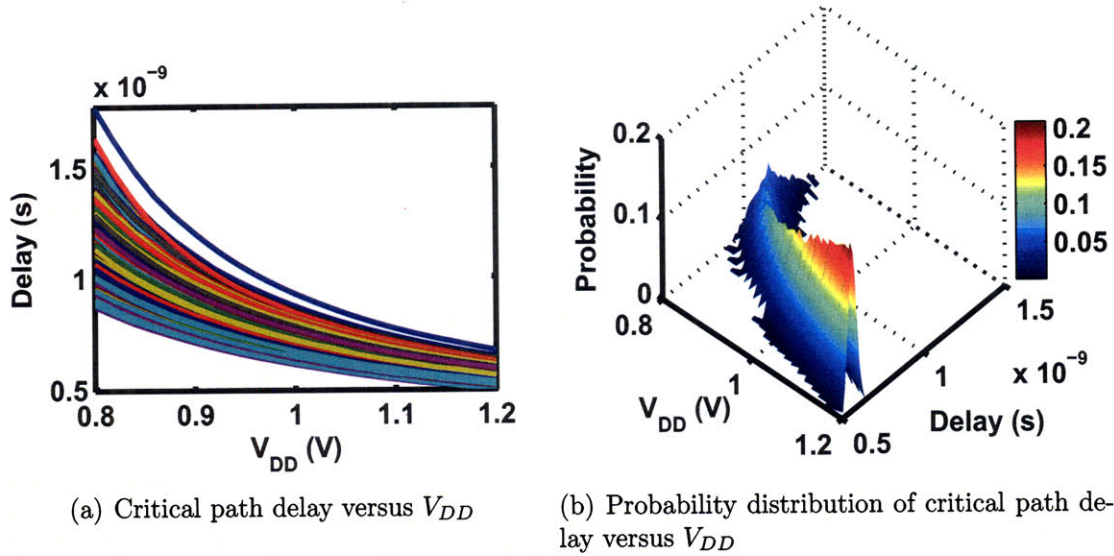 x 10⁻⁹
1.5
1
0.5
Delay (s)
0.8 0.9 1 1.1 1.2
V_DD (V)
(a) Critical path delay versus V_DD
0.2
0.1
0
Probability
0.8
1
1.2
V_DD (V)
0.5
1
1.5
x 10⁻⁹
Delay (s)
0.2
0.15
0.1
0.05
(b) Probability distribution of critical path de-
lay versus V_DD